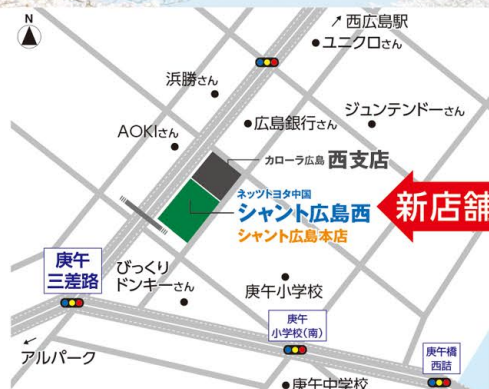 N
西広島駅
ユニクロさん
浜勝さん
ジュンテンドーさん
広島銀行さん
AOKIさん
カローラ広島 西支店
ネッツトヨタ中国
シャント広島西
シャント広島本店
新店舗
庚午
三差路
びっくり
ドンキーさん
庚午小学校
庚午
小学校(南)
庚午橋
西詰
アルパーク
庚午中学校